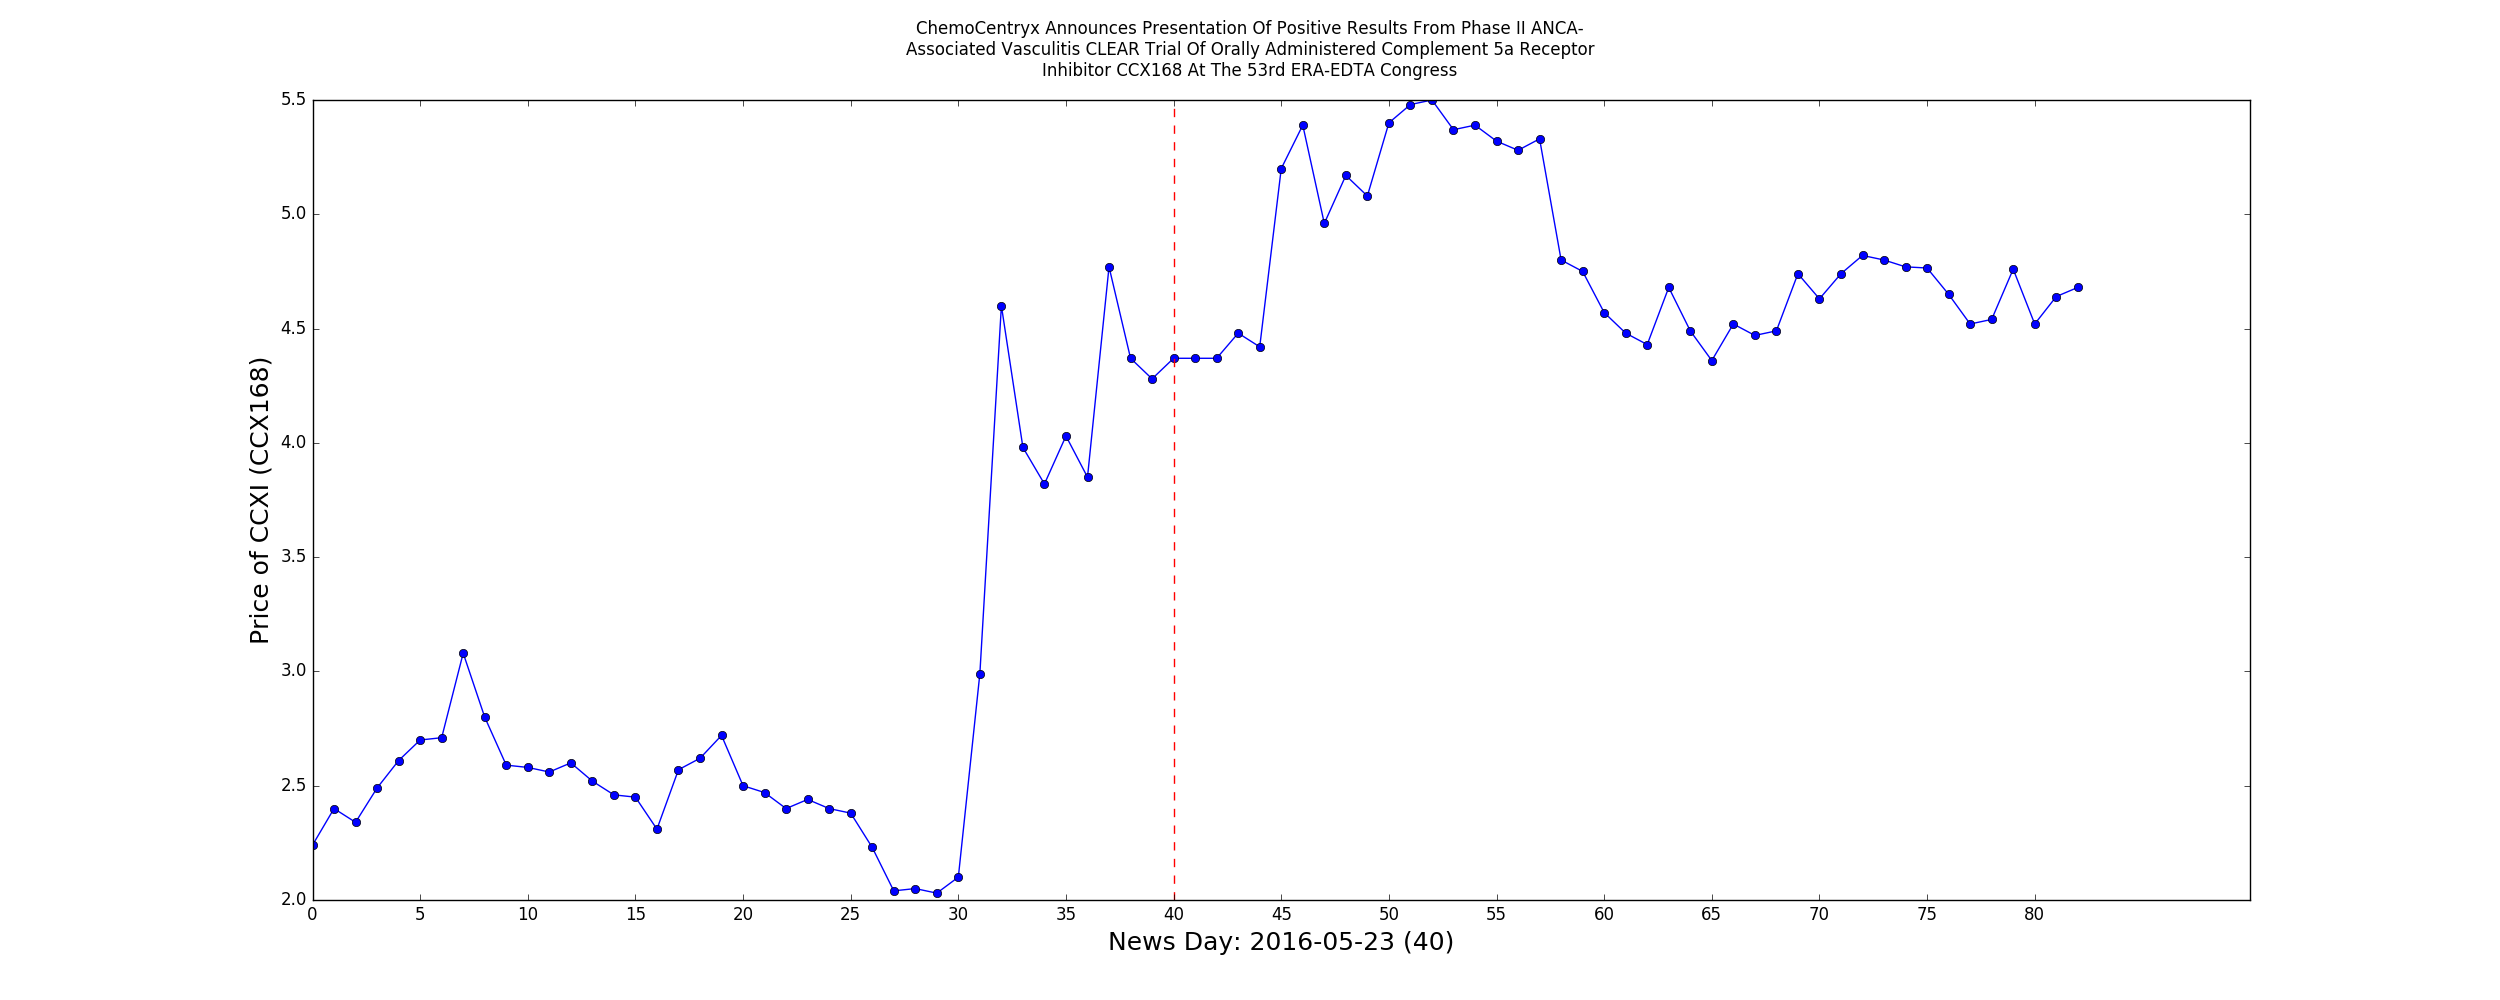 ChemoCentryx Announces Presentation Of Positive Results From Phase II ANCA-
Associated Vasculitis CLEAR Trial Of Orally Administered Complement 5a Receptor
Inhibitor CCX168 At The 53rd ERA-EDTA Congress
5.5
5.0
4.5
4.0
3.5
3.0
2.5
2.0
Price of CCXI (CCX168)
0 5 10 15 20 25 30 35 40 45 50 55 60 65 70 75 80
News Day: 2016-05-23 (40)